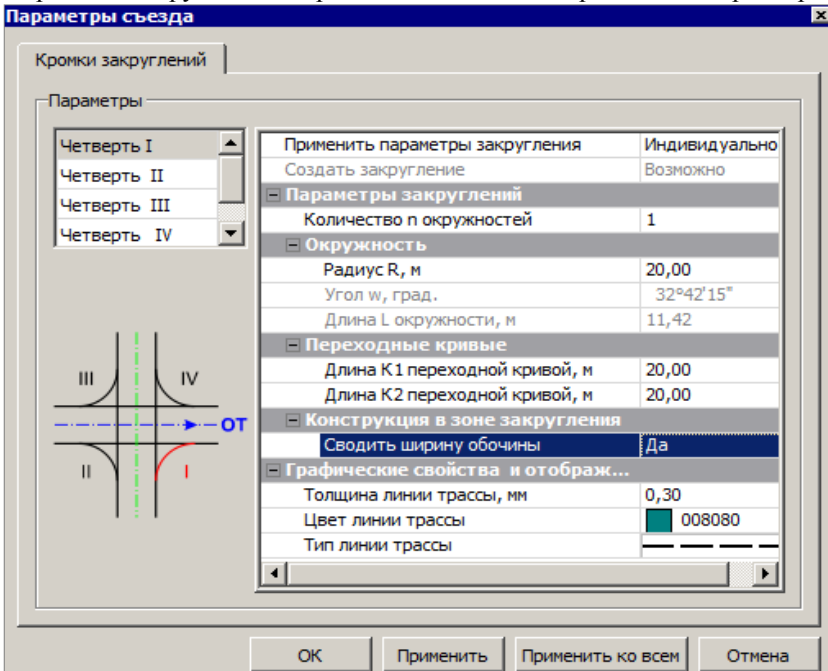 Параметры съезда
Кромки закруглений
Параметры
Четверть I
Четверть II
Четверть III
Четверть IV
Применить параметры закругления Индивидуально
Создать закругление Возможно
Параметры закруглений
Количество n окружностей 1
Окружность
Радиус R, м 20,00
Угол w, град. 32°42'15"
Длина L окружности, м 11,42
Переходные кривые
Длина K1 переходной кривой, м 20,00
Длина K2 переходной кривой, м 20,00
Конструкция в зоне закругления
Сводить ширину обочины Да
Графические свойства и отображ...
Толщина линии трассы, мм 0,30
Цвет линии трассы 008080
Тип линии трассы
III IV
ОТ
II I
ОК Применить Применить ко всем Отмена